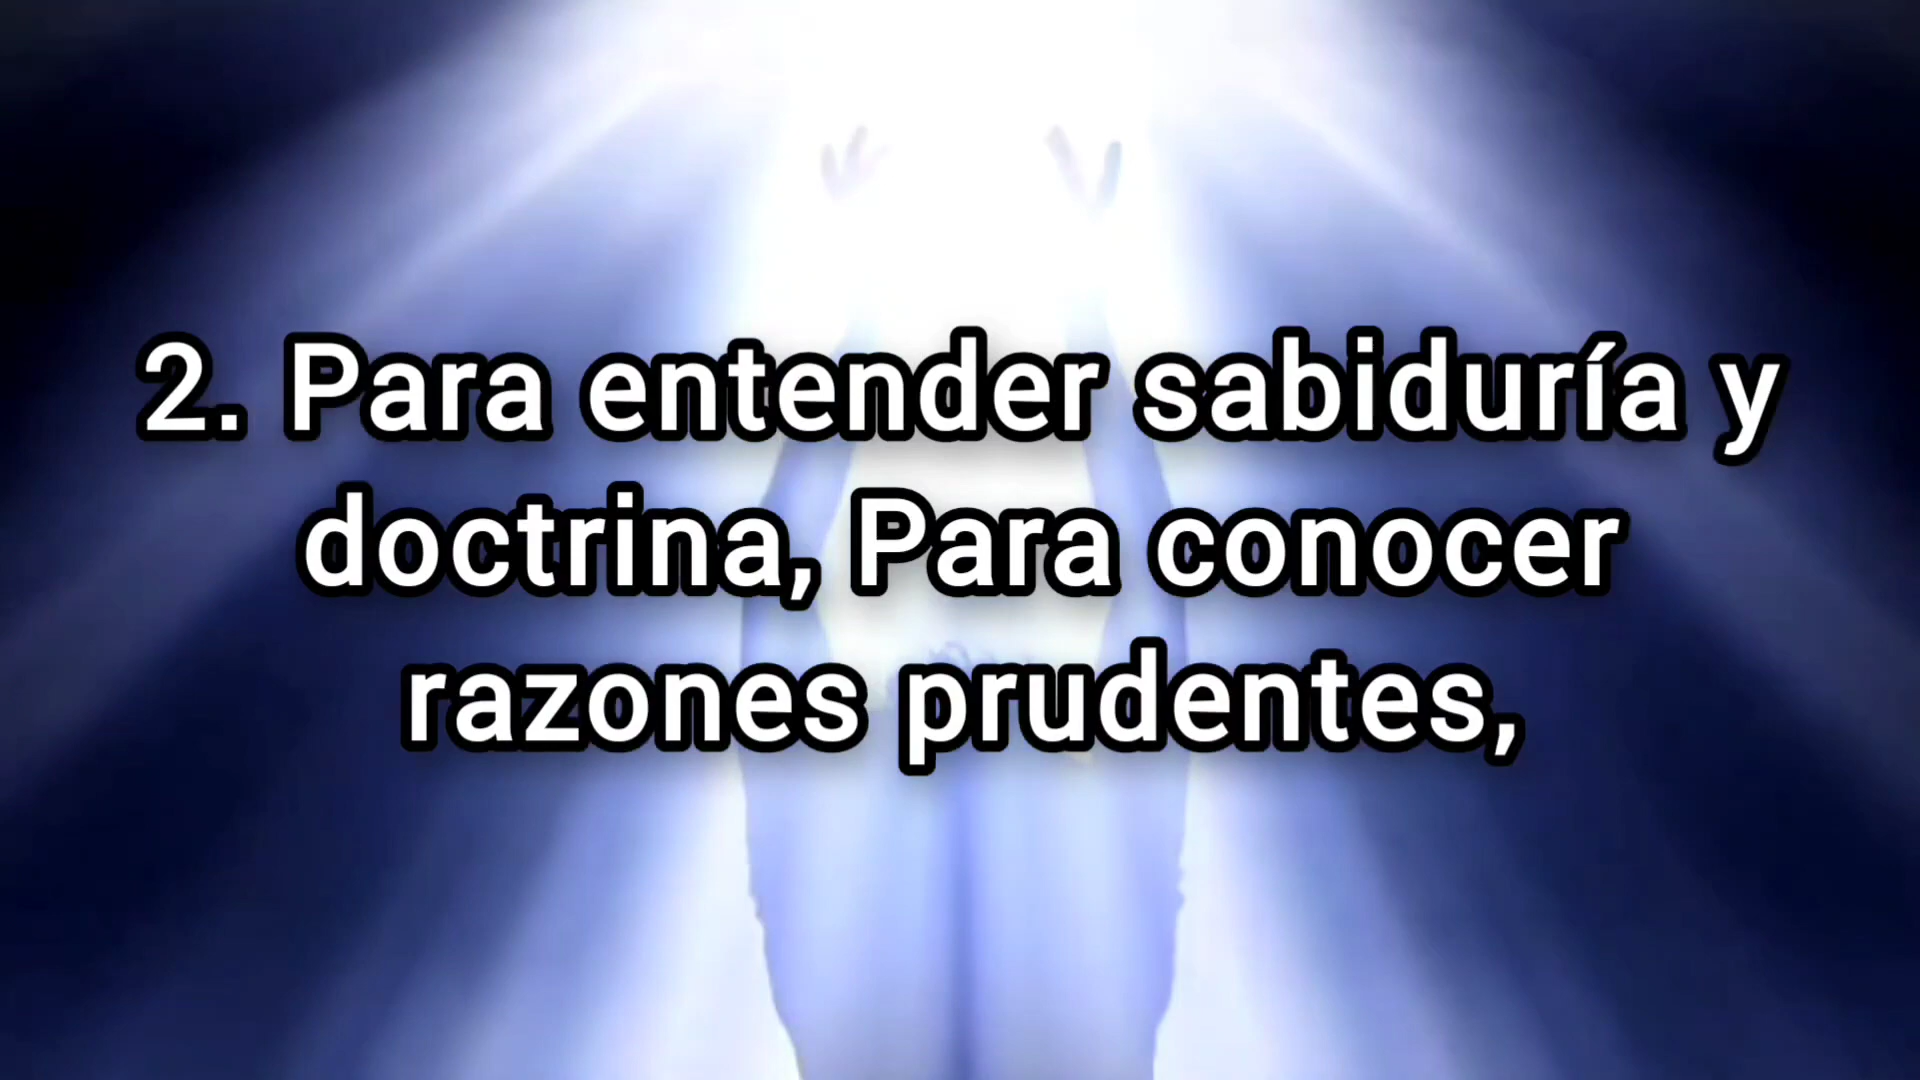 2. Para entender sabiduría y
doctrina, Para conocer
razones prudentes,